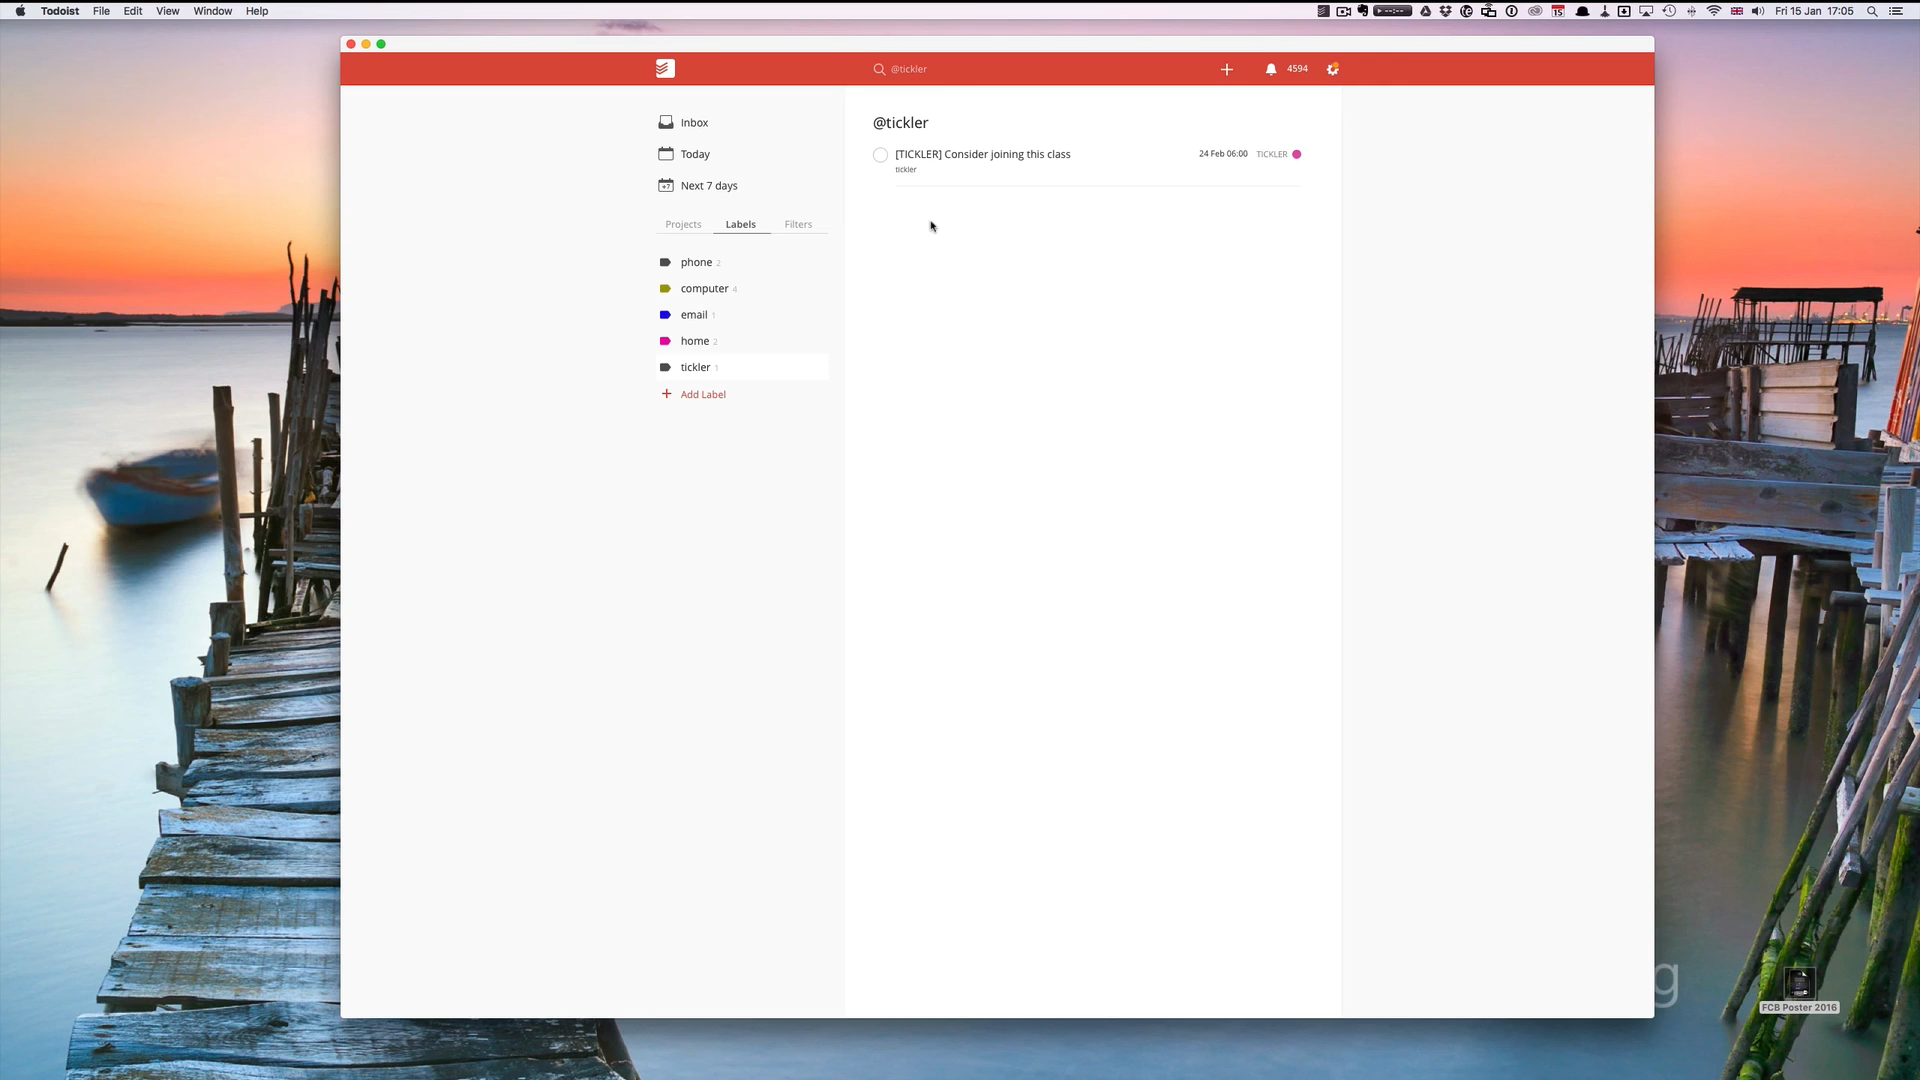 Todoist File Edit View Window Help
Fri 15 Jan 17:05
@tickler
4594
Inbox
Today
+7 Next 7 days
Projects Labels Filters
phone 2
computer 4
email 1
home 2
tickler 1
Add Label
@tickler
[TICKLER] Consider joining this class 24 Feb 06:00 TICKLER
tickler
15
g
FCB Poster 2016